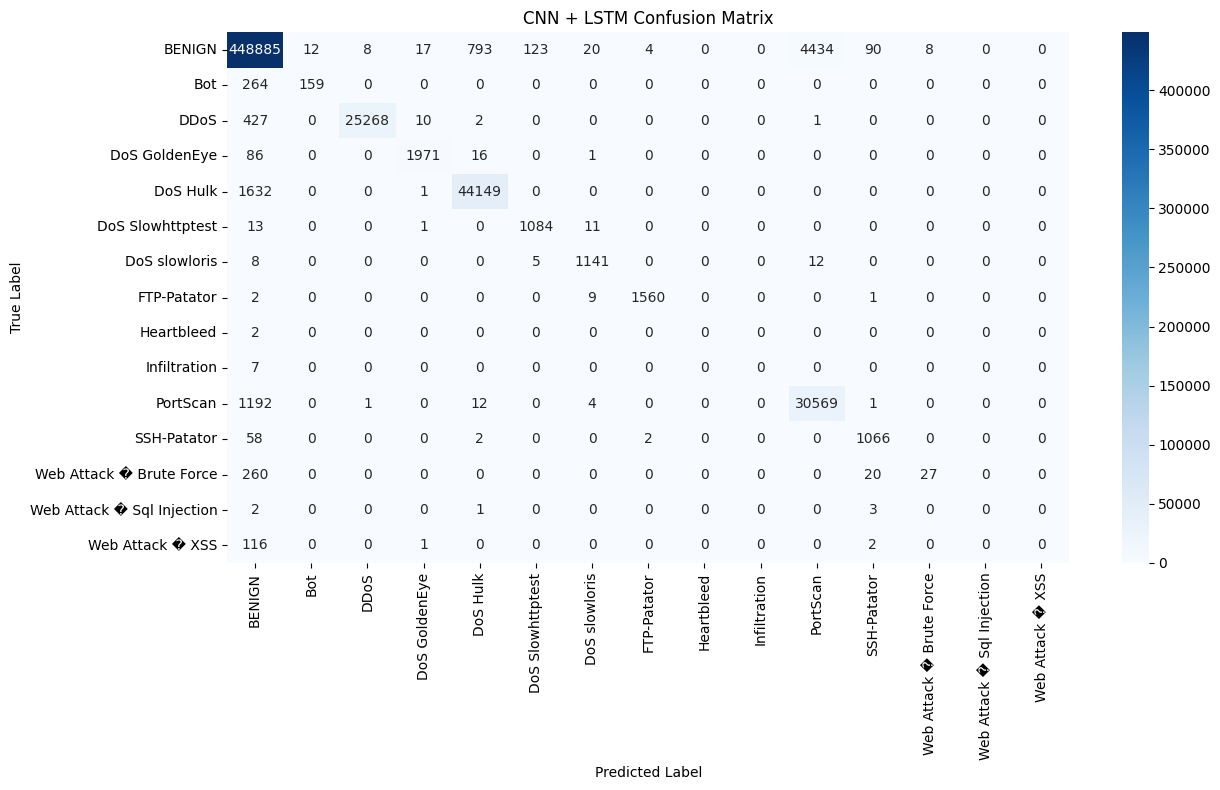 CNN + LSTM Confusion Matrix
BENIGN 448885 12 8 17 793 123 20 4 0 0 4434 90 8 0 0
Bot 264 159 0 0 0 0 0 0 0 0 0 0 0 0 0
DDoS 427 0 25268 10 2 0 0 0 0 0 1 0 0 0 0
DoS GoldenEye 86 0 0 1971 16 0 1 0 0 0 0 0 0 0 0
DoS Hulk 1632 0 0 1 44149 0 0 0 0 0 0 0 0 0 0
DoS Slowhttptest 13 0 0 1 0 1084 11 0 0 0 0 0 0 0 0
DoS slowloris 8 0 0 0 0 5 1141 0 0 0 12 0 0 0 0
FTP-Patator 2 0 0 0 0 0 9 1560 0 0 0 1 0 0 0
Heartbleed 2 0 0 0 0 0 0 0 0 0 0 0 0 0 0
Infiltration 7 0 0 0 0 0 0 0 0 0 0 0 0 0 0
PortScan 1192 0 1 0 12 0 4 0 0 0 30569 1 0 0 0
SSH-Patator 58 0 0 0 2 0 0 2 0 0 0 1066 0 0 0
Web Attack � Brute Force 260 0 0 0 0 0 0 0 0 0 0 20 27 0 0
Web Attack � Sql Injection 2 0 0 0 1 0 0 0 0 0 0 3 0 0 0
Web Attack � XSS 116 0 0 1 0 0 0 0 0 0 0 2 0 0 0
True Label
BENIGN
Bot
DDoS
DoS GoldenEye
DoS Hulk
DoS Slowhttptest
DoS slowloris
FTP-Patator
Heartbleed
Infiltration
PortScan
SSH-Patator
Web Attack � Brute Force
Web Attack � Sql Injection
Web Attack � XSS
Predicted Label
400000
350000
300000
250000
200000
150000
100000
50000
0